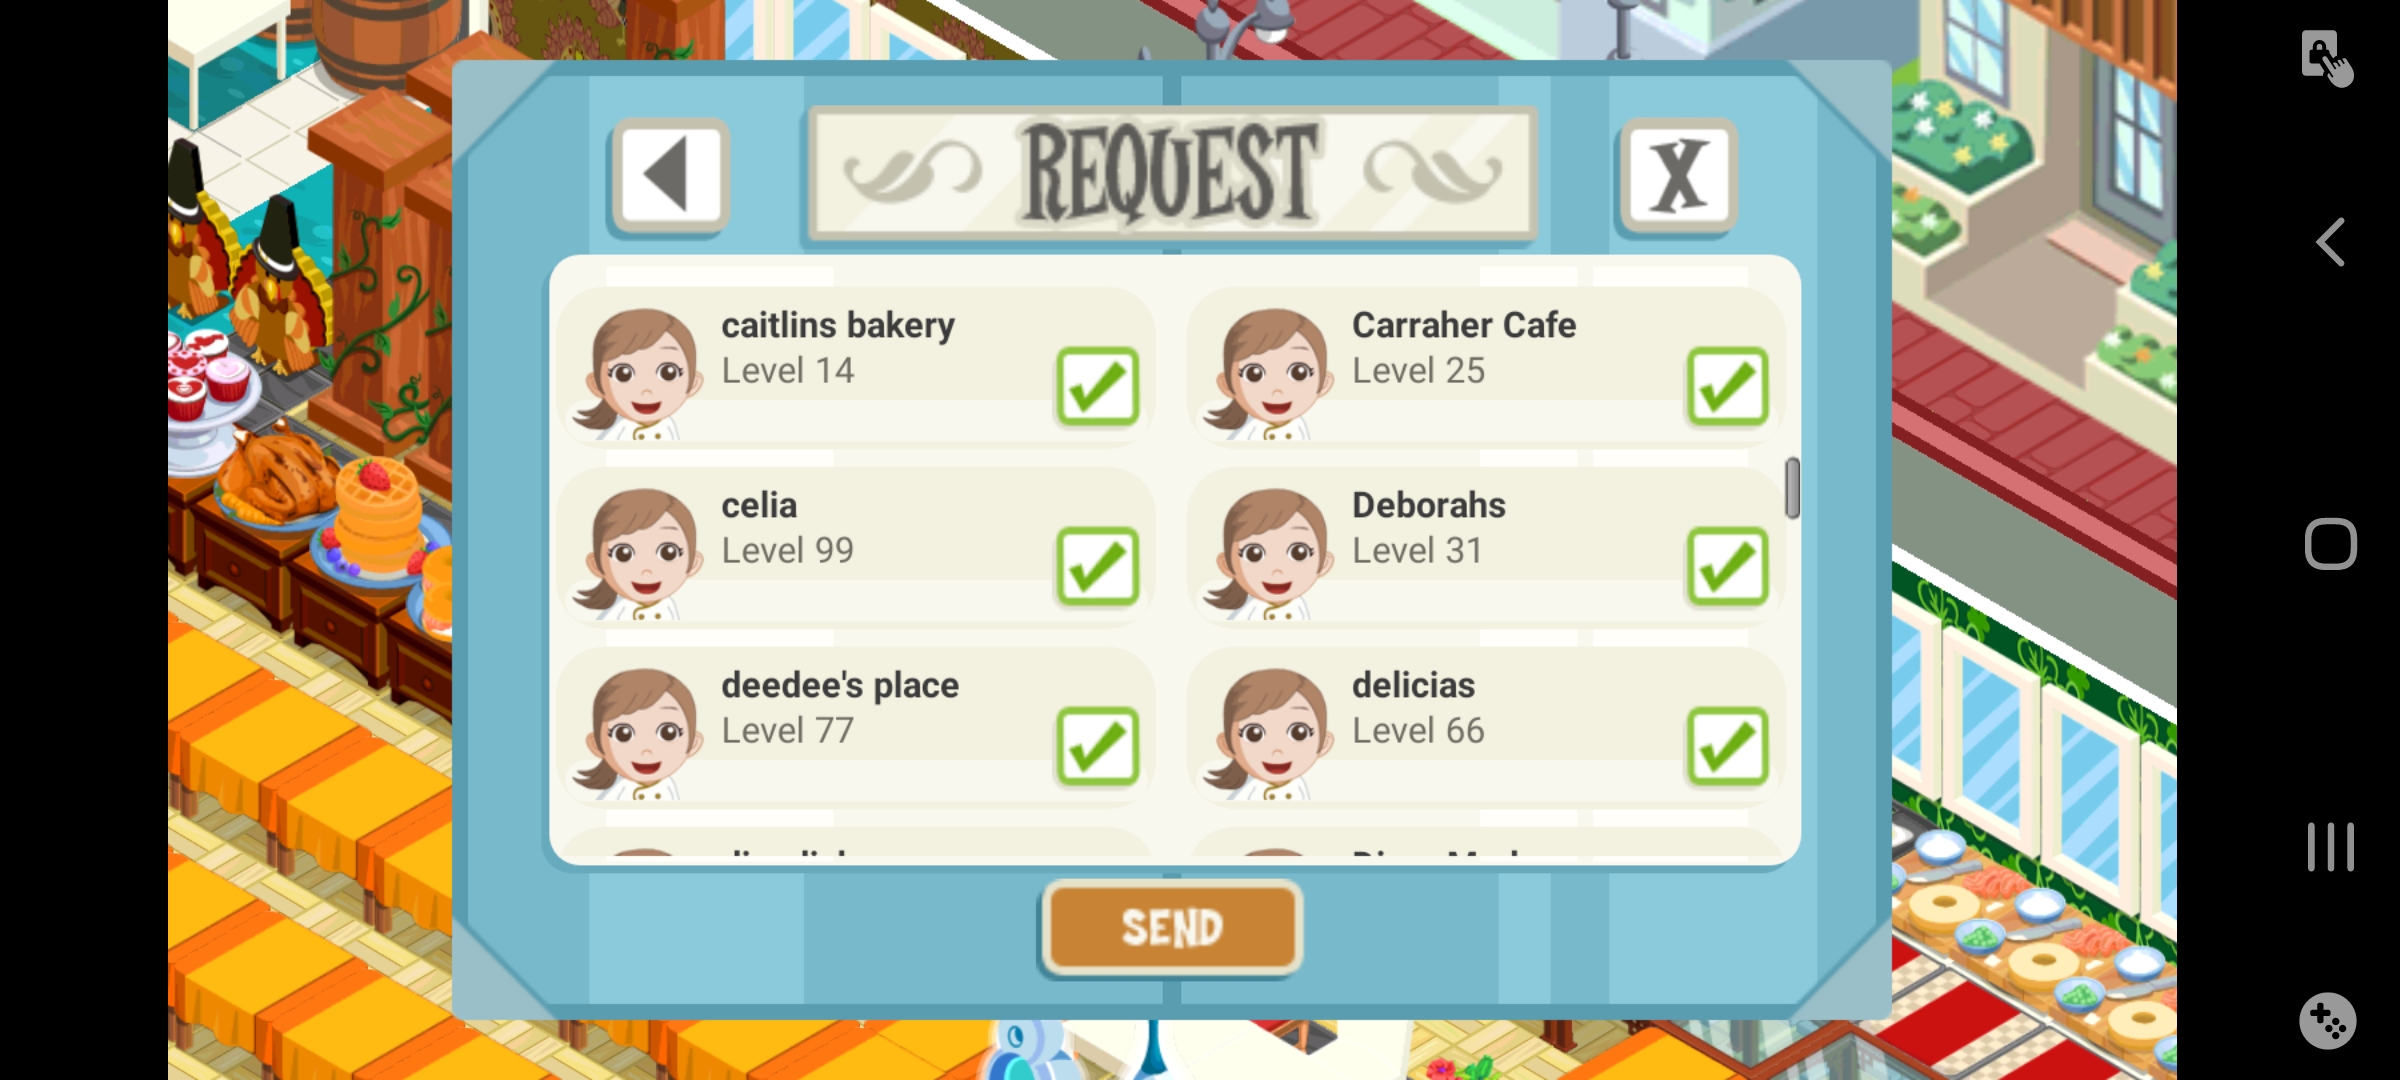 REQUEST
X
caitlins bakery
Level 14
Carraher Cafe
Level 25
celia
Level 99
Deborahs
Level 31
deedee's place
Level 77
delicias
Level 66
SEND